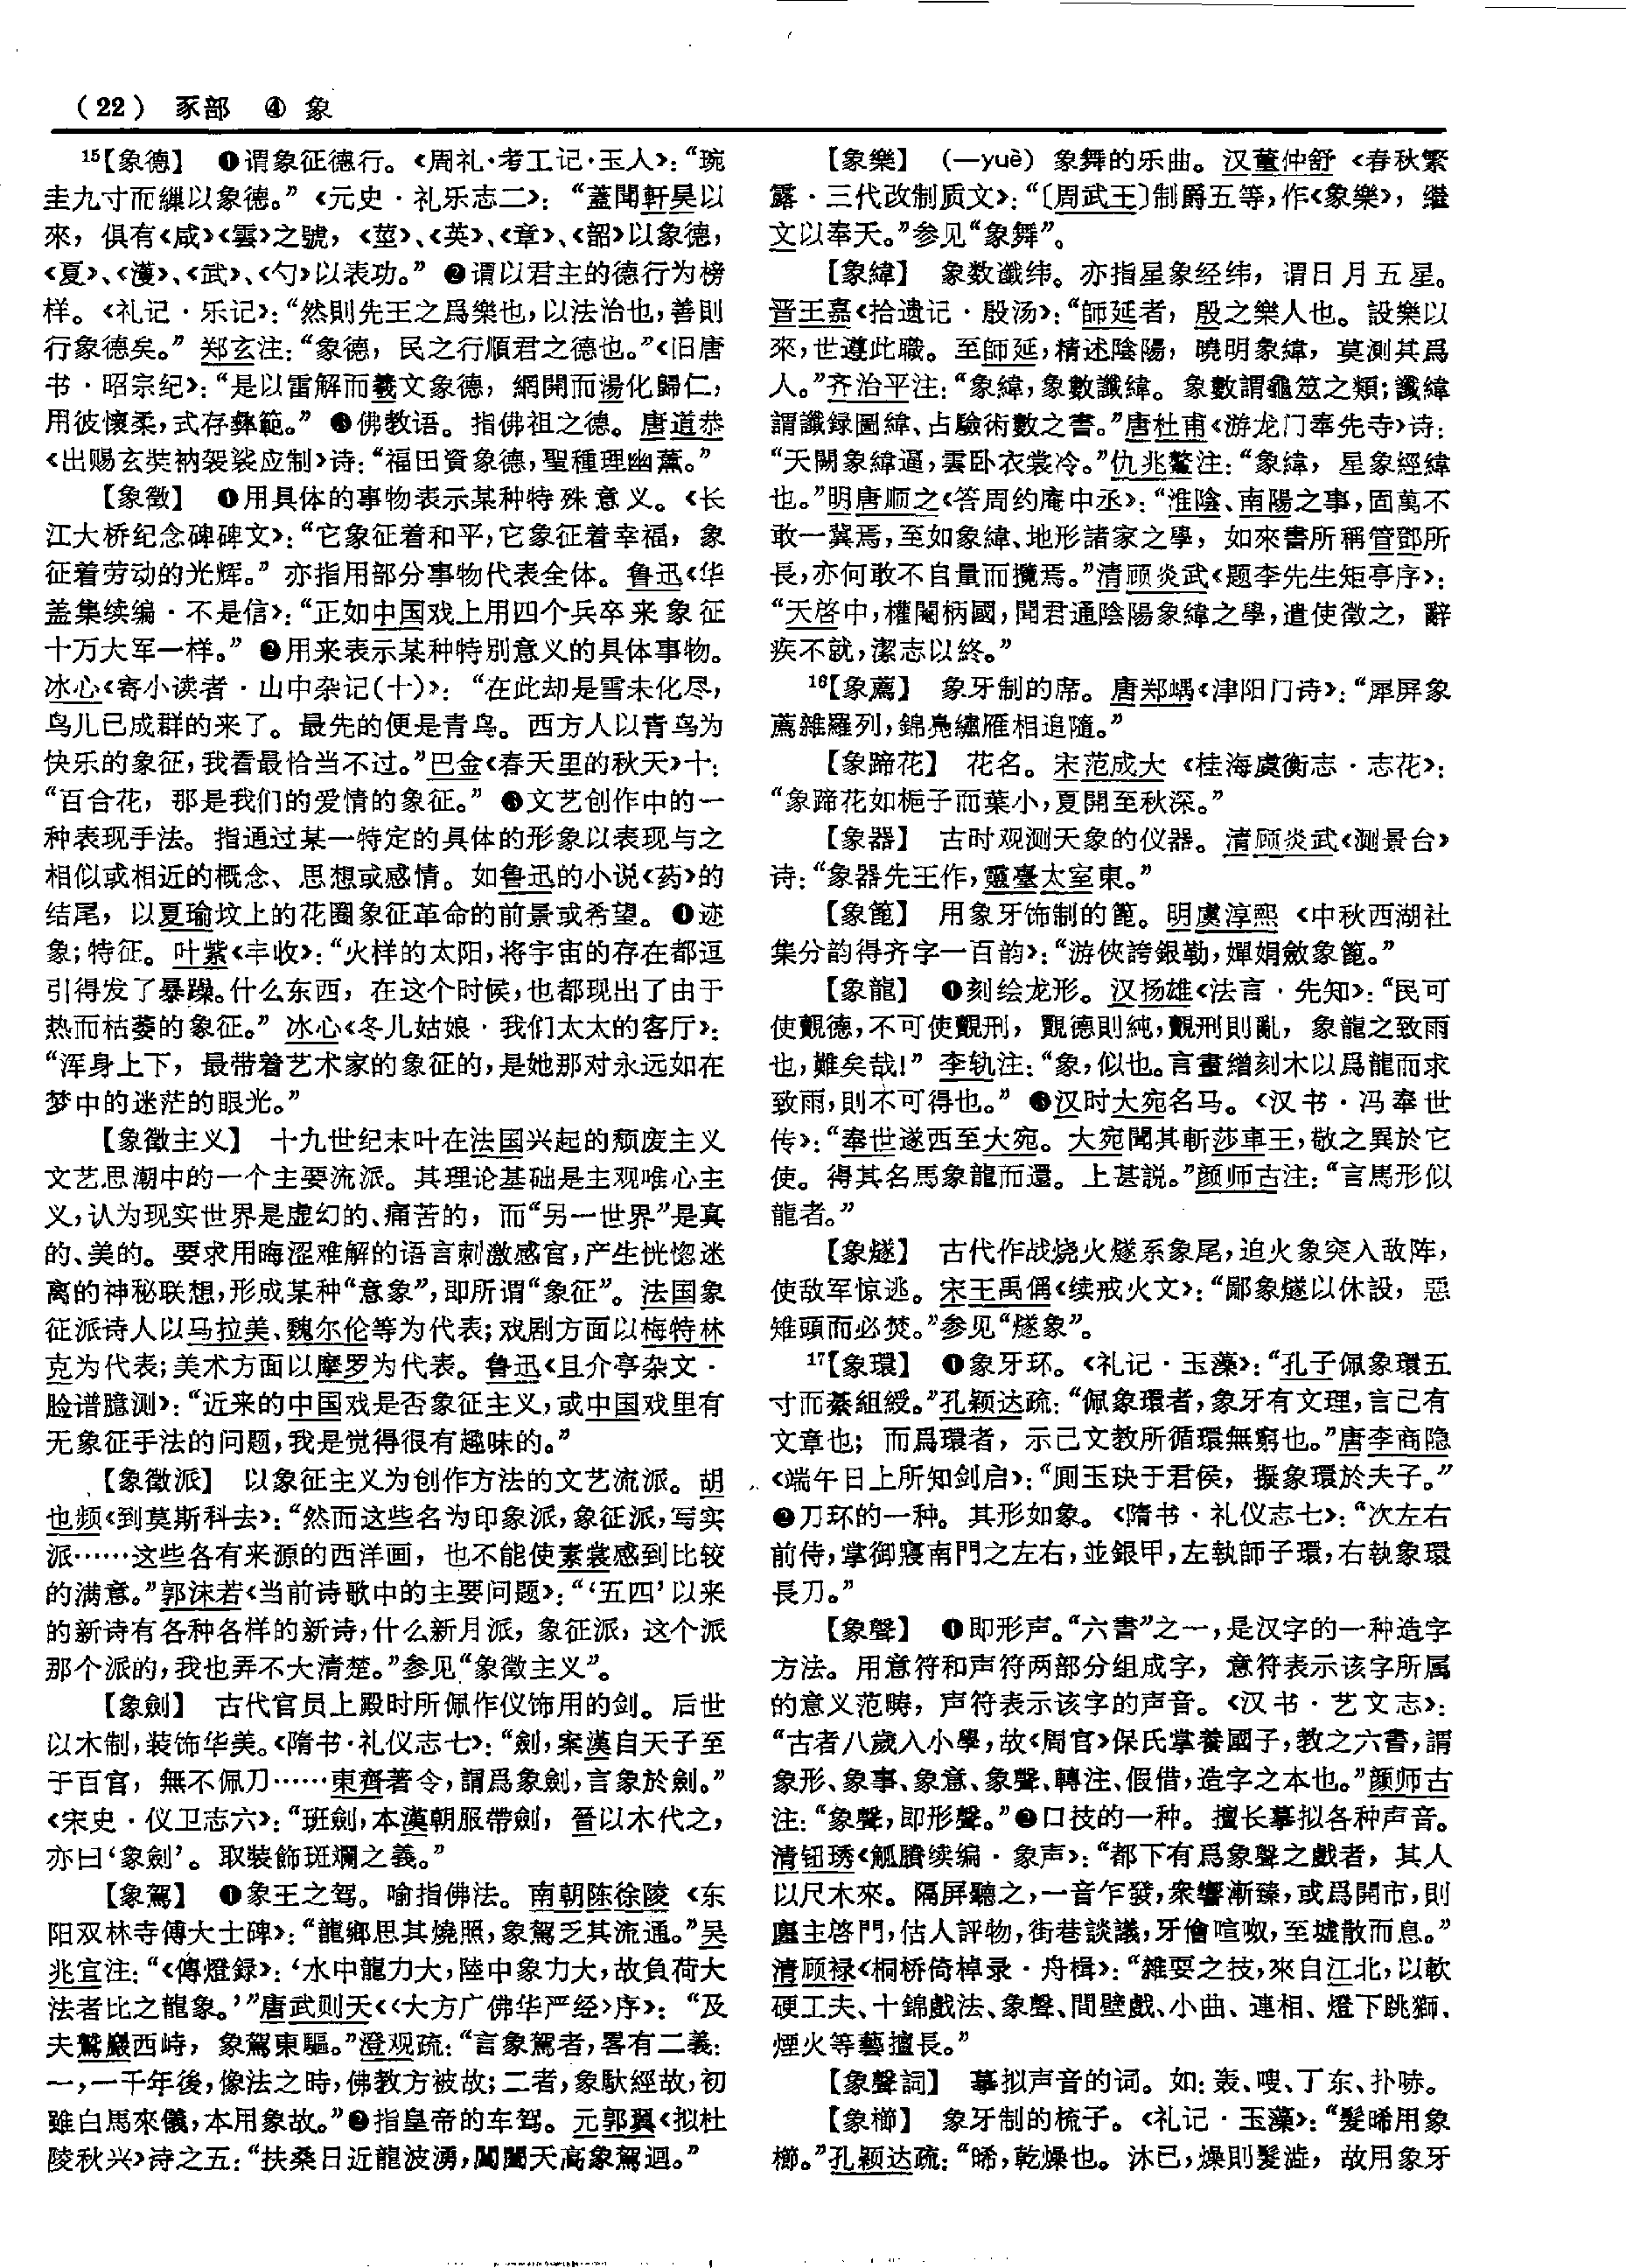 （22） 豕部 ④ 象
15【象德】 ❶谓象征德行。《周礼·考工记·玉人》：“琬
圭九寸而繅以象德。”《元史·礼乐志二》：“蓋聞軒昊以
來，俱有《咸》《雲》之號，《莖》、《英》、《章》、《韶》以象德，
《夏》、《濩》、《武》、《勺》以表功。” ❷谓以君主的德行为榜
样。《礼记·乐记》：“然則先王之爲樂也，以法治也，善則
行象德矣。” 郑玄注：“象德，民之行順君之德也。”《旧唐
书·昭宗纪》：“是以雷解而羲文象德，網開而湯化歸仁，
用彼懷柔，式存彝範。” ❸佛教语。指佛祖之德。唐道恭
《出赐玄奘衲袈裟应制》诗：“福田資象德，聖種理幽薰。”
【象徵】 ❶用具体的事物表示某种特殊意义。《长
江大桥纪念碑碑文》：“它象征着和平，它象征着幸福，象
征着劳动的光辉。” 亦指用部分事物代表全体。鲁迅《华
盖集续编·不是信》：“正如中国戏上用四个兵卒来象征
十万大军一样。” ❷用来表示某种特别意义的具体事物。
冰心《寄小读者·山中杂记（十）》：“在此却是雪未化尽，
鸟儿已成群的来了。最先的便是青鸟。西方人以青鸟为
快乐的象征，我看最恰当不过。”巴金《春天里的秋天》十：
“百合花，那是我们的爱情的象征。” ❸文艺创作中的一
种表现手法。指通过某一特定的具体的形象以表现与之
相似或相近的概念、思想或感情。如鲁迅的小说《药》的
结尾，以夏瑜坟上的花圈象征革命的前景或希望。❹迹
象；特征。叶紫《丰收》：“火样的太阳，将宇宙的存在都逗
引得发了暴躁。什么东西，在这个时候，也都现出了由于
热而枯萎的象征。” 冰心《冬儿姑娘·我们太太的客厅》：
“浑身上下，最带着艺术家的象征的，是她那对永远如在
梦中的迷茫的眼光。”
【象徵主义】 十九世纪末叶在法国兴起的颓废主义
文艺思潮中的一个主要流派。其理论基础是主观唯心主
义，认为现实世界是虚幻的、痛苦的，而“另一世界”是真
的、美的。要求用晦涩难解的语言刺激感官，产生恍惚迷
离的神秘联想，形成某种“意象”，即所谓“象征”。法国象
征派诗人以马拉美、魏尔伦等为代表；戏剧方面以梅特林
克为代表；美术方面以摩罗为代表。鲁迅《且介亭杂文·
脸谱臆测》：“近来的中国戏是否象征主义，或中国戏里有
无象征手法的问题，我是觉得很有趣味的。”
【象徵派】 以象征主义为创作方法的文艺流派。胡
也频《到莫斯科去》：“然而这些名为印象派，象征派，写实
派……这些各有来源的西洋画，也不能使素裳感到比较
的满意。”郭沫若《当前诗歌中的主要问题》：“‘五四’以来
的新诗有各种各样的新诗，什么新月派，象征派，这个派
那个派的，我也弄不大清楚。”参见“象徵主义”。
【象劍】 古代官员上殿时所佩作仪饰用的剑。后世
以木制，装饰华美。《隋书·礼仪志七》：“劍，案漢自天子至
于百官，無不佩刀……東齊著令，謂爲象劍，言象於劍。”
《宋史·仪卫志六》：“班劍，本漢朝服帶劍，晉以木代之，
亦曰‘象劍’。取裝飾斑斕之義。”
【象駕】 ❶象王之驾。喻指佛法。南朝陈徐陵《东
阳双林寺傅大士碑》：“龍鄉思其燒照，象駕乏其流通。”吴
兆宜注：“《傳燈録》：‘水中龍力大，陸中象力大，故負荷大
法者比之龍象。’”唐武则天《〈大方广佛华严经〉序》：“及
夫鷲巖西峙，象駕東驅。”澄观疏：“言象駕者，畧有二義：
一，一千年後，像法之時，佛教方被故；二者，象馱經故，初
雖白馬來儀，本用象故。”❷指皇帝的车驾。元郭翼《拟杜
陵秋兴》诗之五：“扶桑日近龍波湧，閶闔天高象駕迴。”
【象樂】 （—yuè）象舞的乐曲。汉董仲舒《春秋繁
露·三代改制质文》：“〔周武王〕制爵五等，作《象樂》，繼
文以奉天。”参见“象舞”。
【象緯】 象数谶纬。亦指星象经纬，谓日月五星。
晋王嘉《拾遗记·殷汤》：“師延者，殷之樂人也。設樂以
來，世遵此職。至師延，精述陰陽，曉明象緯，莫測其爲
人。”齐治平注：“象緯，象數讖緯。象數謂龜筮之類；讖緯
謂讖録圖緯、占驗術數之書。”唐杜甫《游龙门奉先寺》诗：
“天闕象緯逼，雲卧衣裳冷。”仇兆鳌注：“象緯，星象經緯
也。”明唐顺之《答周约庵中丞》：“淮陰、南陽之事，固萬不
敢一冀焉，至如象緯、地形諸家之學，如來書所稱管鄧所
長，亦何敢不自量而攬焉。”清顾炎武《题李先生矩亭序》：
“天啓中，權閹柄國，聞君通陰陽象緯之學，遣使徵之，辭
疾不就，潔志以終。”
16【象薦】 象牙制的席。唐郑嵎《津阳门诗》：“犀屏象
薦雜羅列，錦鳧繡雁相追隨。”
【象蹄花】 花名。宋范成大《桂海虞衡志·志花》：
“象蹄花如梔子而葉小，夏開至秋深。”
【象器】 古时观测天象的仪器。清顾炎武《测景台》
诗：“象器先王作，靈臺太室東。”
【象篦】 用象牙饰制的篦。明虞淳熙《中秋西湖社
集分韵得齐字一百韵》：“游俠誇銀勒，嬋娟斂象篦。”
【象龍】 ❶刻绘龙形。汉扬雄《法言·先知》：“民可
使覿德，不可使覿刑，覿德則純，覿刑則亂，象龍之致雨
也，難矣哉！” 李轨注：“象，似也。言畫繒刻木以爲龍而求
致雨，則不可得也。” ❷汉时大宛名马。《汉书·冯奉世
传》：“奉世遂西至大宛。大宛聞其斬莎車王，敬之異於它
使。得其名馬象龍而還。上甚説。”颜师古注：“言馬形似
龍者。”
【象燧】 古代作战烧火燧系象尾，迫火象突入敌阵，
使敌军惊逃。宋王禹偁《续戒火文》：“鄙象燧以休設，惡
雉頭而必焚。”参见“燧象”。
17【象環】 ❶象牙环。《礼记·玉藻》：“孔子佩象環五
寸而綦組綬。”孔颖达疏：“佩象環者，象牙有文理，言己有
文章也；而爲環者，示己文教所循環無窮也。”唐李商隐
《端午日上所知剑启》：“厠玉玦于君侯，擬象環於夫子。”
❷刀环的一种。其形如象。《隋书·礼仪志七》：“次左右
前侍，掌御寢南門之左右，並銀甲，左執師子環，右執象環
長刀。”
【象聲】 ❶即形声。“六書”之一，是汉字的一种造字
方法。用意符和声符两部分组成字，意符表示该字所属
的意义范畴，声符表示该字的声音。《汉书·艺文志》：
“古者八歲入小學，故《周官》保氏掌養國子，教之六書，謂
象形、象事、象意、象聲、轉注、假借，造字之本也。”颜师古
注：“象聲，即形聲。”❷口技的一种。擅长摹拟各种声音。
清钮琇《觚賸续编·象声》：“都下有爲象聲之戲者，其人
以尺木來。隔屏聽之，一音乍發，衆響漸臻，或爲開市，則
廛主啓門，估人評物，街巷談議，牙儈喧呶，至墟散而息。”
清顾禄《桐桥倚棹录·舟楫》：“雜耍之技，來自江北，以軟
硬工夫、十錦戲法、象聲、間壁戲、小曲、連相、燈下跳獅、
煙火等藝擅長。”
【象聲詞】 摹拟声音的词。如：轰、嗖、丁东、扑哧。
【象櫛】 象牙制的梳子。《礼记·玉藻》：“髮晞用象
櫛。”孔颖达疏：“晞，乾燥也。沐已，燥則髮澁，故用象牙